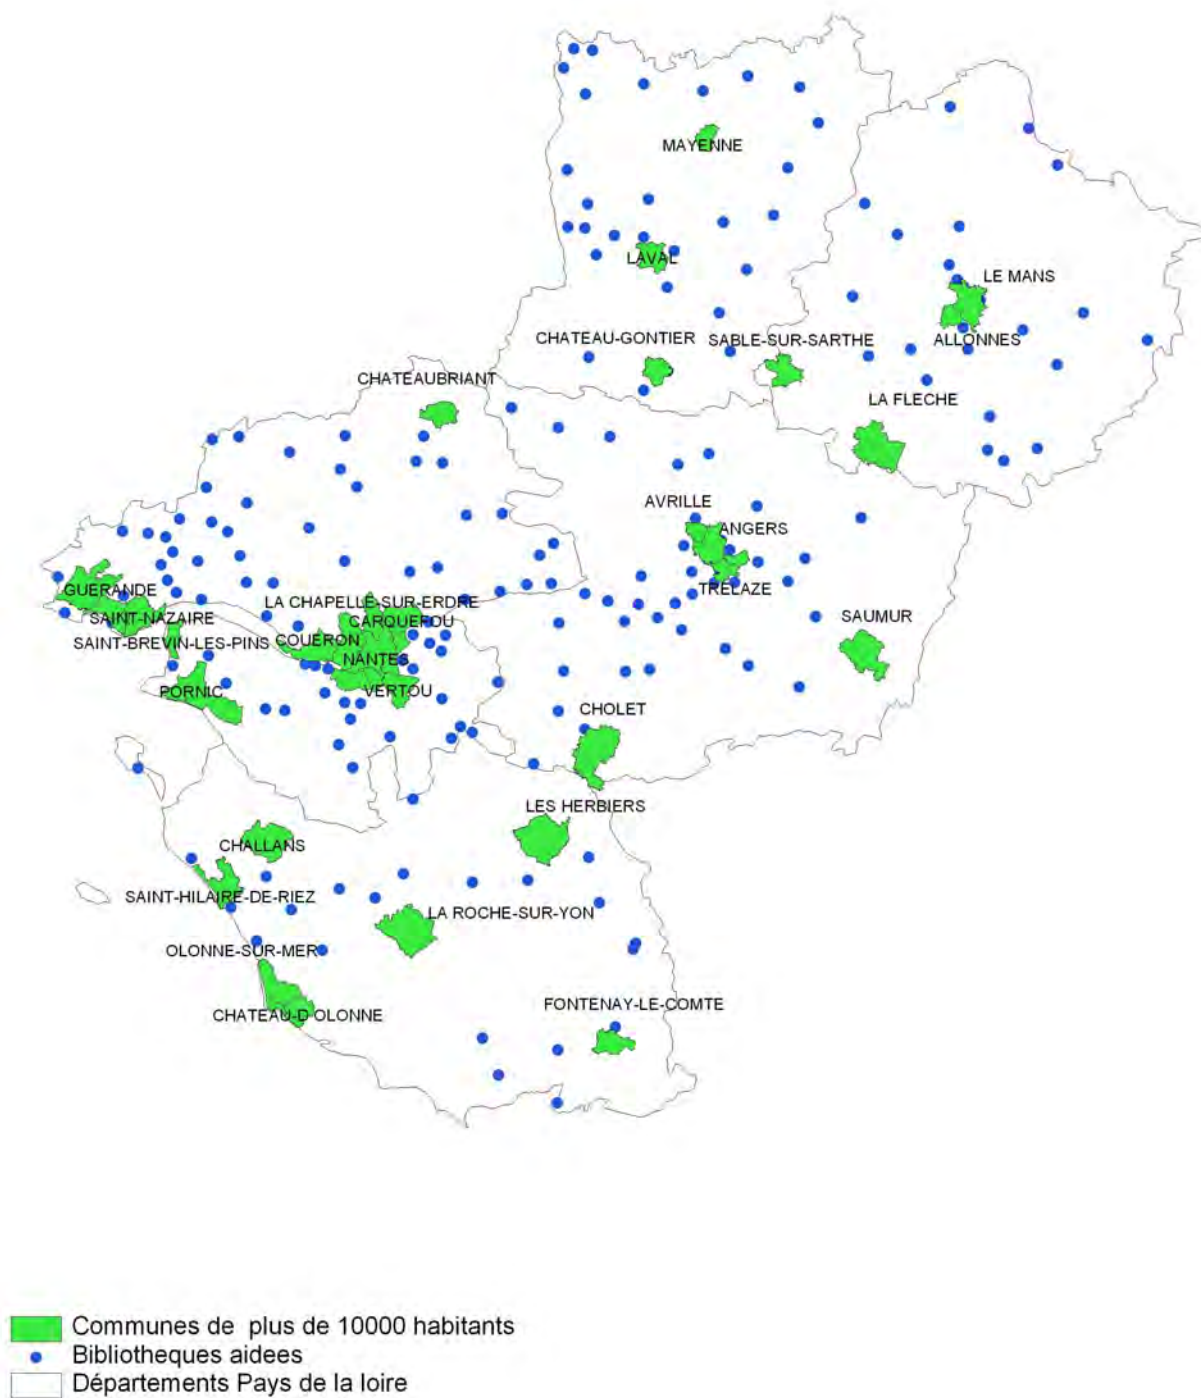 MAYENNE
LAVAL
LE MANS
CHATEAU-GONTIER
SABLE-SUR-SARTHE
ALLONNES
CHATEAUBRIANT
LA FLECHE
AVRILLE
ANGERS
TRELAZE
GUERANDE
LA CHAPELLE-SUR-ERDRE
SAINT-NAZAIRE
CARQUEFOU
SAUMUR
SAINT-BREVIN-LES-PINS
COUERON
NANTES
PORNIC
VERTOU
CHOLET
LES HERBIERS
CHALLANS
SAINT-HILAIRE-DE-RIEZ
LA ROCHE-SUR-YON
OLONNE-SUR-MER
CHATEAU-D'OLONNE
FONTENAY-LE-COMTE
Communes de plus de 10000 habitants
Bibliotheques aidees
Départements Pays de la loire